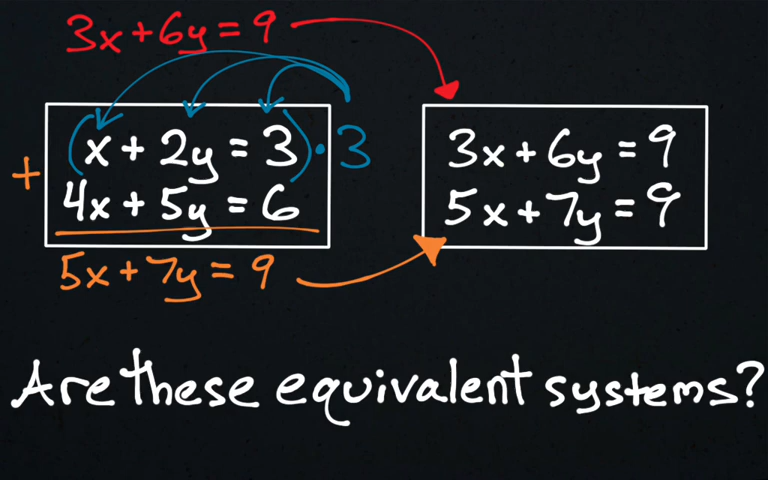 3x+6y=9
(x+2y=3)·3
+
4x+5y=6
5x+7y=9
3x+6y=9
5x+7y=9
Are these equivalent systems?